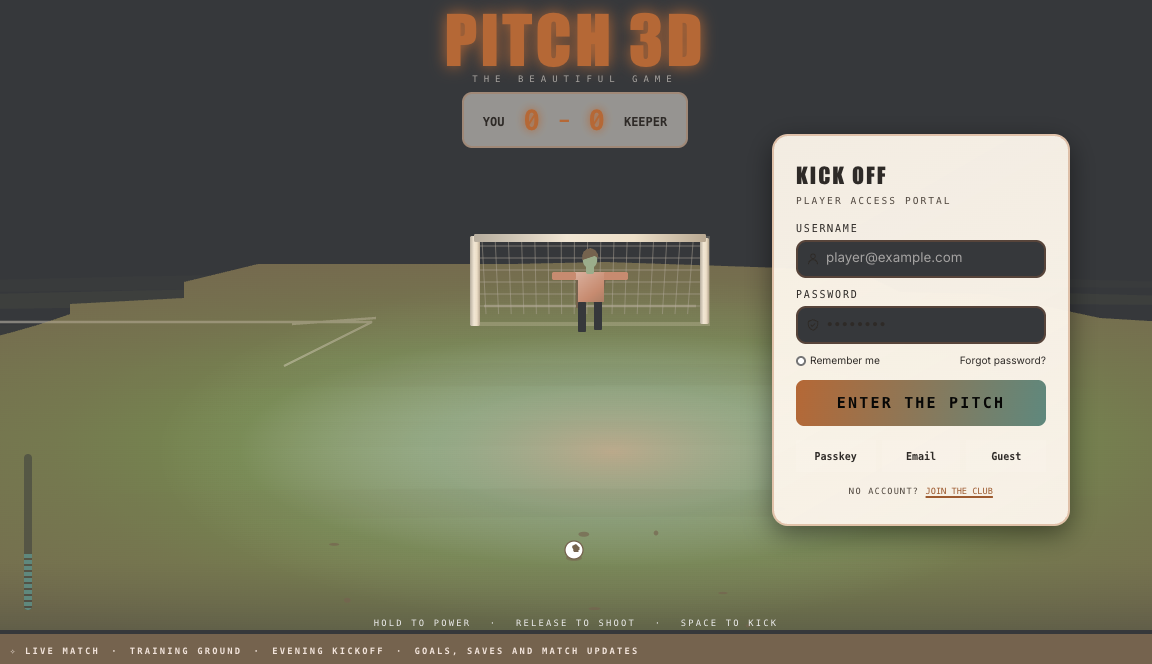 PITCH 3D
THE BEAUTIFUL GAME
YOU 0 - 0 KEEPER
KICK OFF
PLAYER ACCESS PORTAL
USERNAME
player@example.com
PASSWORD
••••••••
Remember me Forgot password?
ENTER THE PITCH
Passkey Email Guest
NO ACCOUNT? JOIN THE CLUB
HOLD TO POWER · RELEASE TO SHOOT · SPACE TO KICK
LIVE MATCH · TRAINING GROUND · EVENING KICKOFF · GOALS, SAVES AND MATCH UPDATES